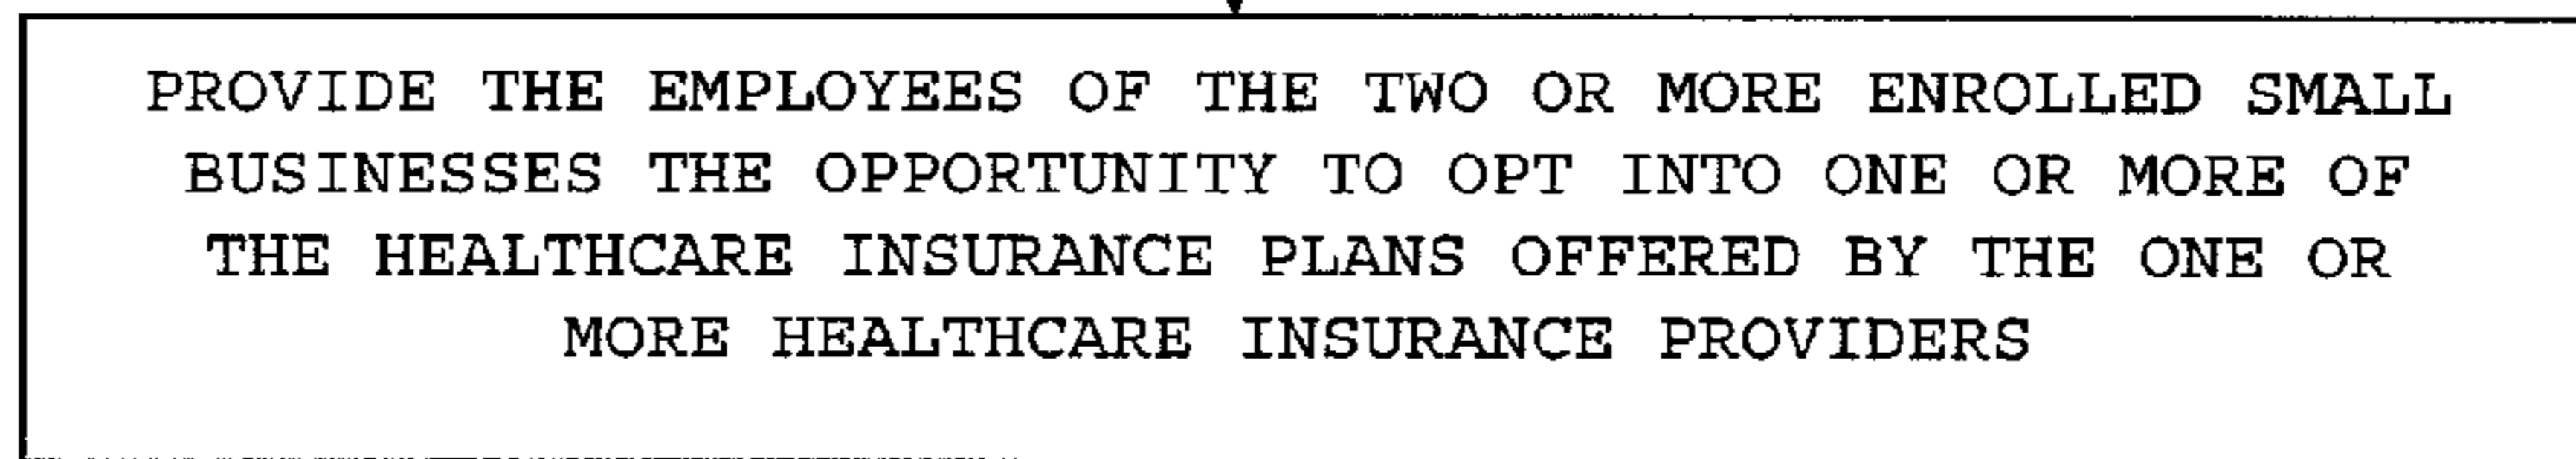 PROVIDE THE EMPLOYEES OF THE TWO OR MORE ENROLLED SMALL
BUSINESSES THE OPPORTUNITY TO OPT INTO ONE OR MORE OF
THE HEALTHCARE INSURANCE PLANS OFFERED BY THE ONE OR
MORE HEALTHCARE INSURANCE PROVIDERS